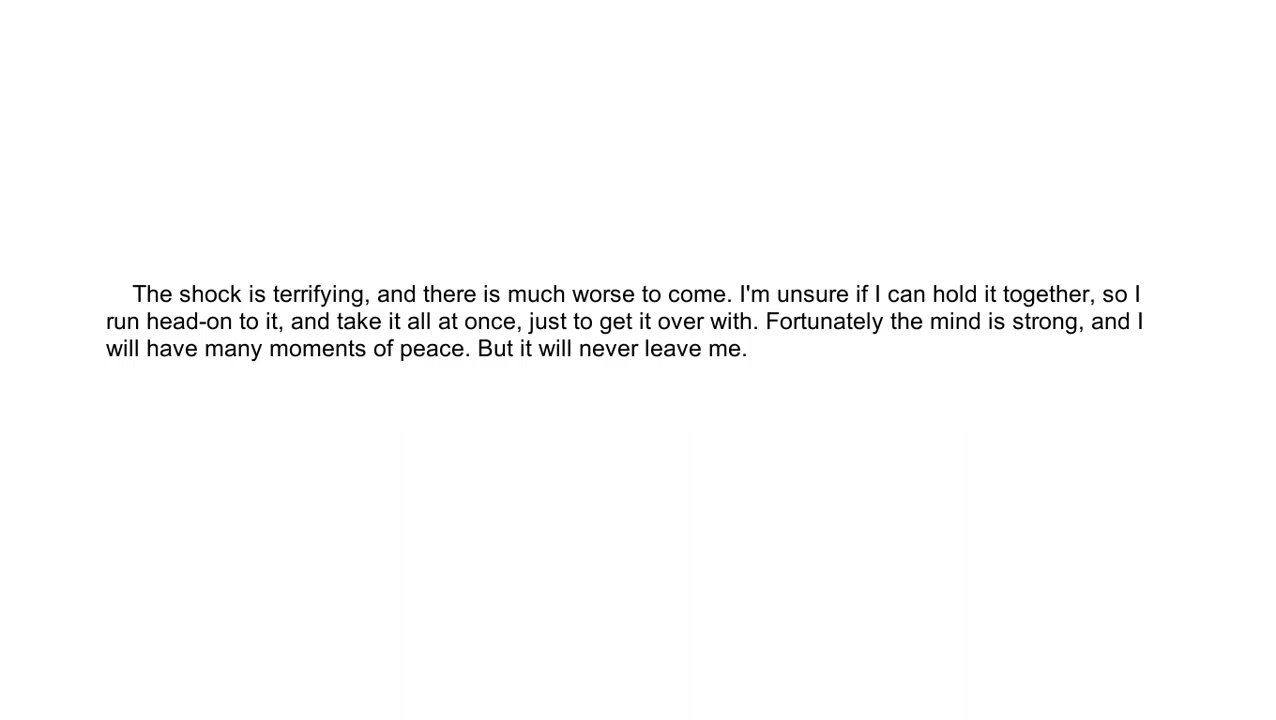 The shock is terrifying, and there is much worse to come. I'm unsure if I can hold it together, so I
run head-on to it, and take it all at once, just to get it over with. Fortunately the mind is strong, and I
will have many moments of peace. But it will never leave me.